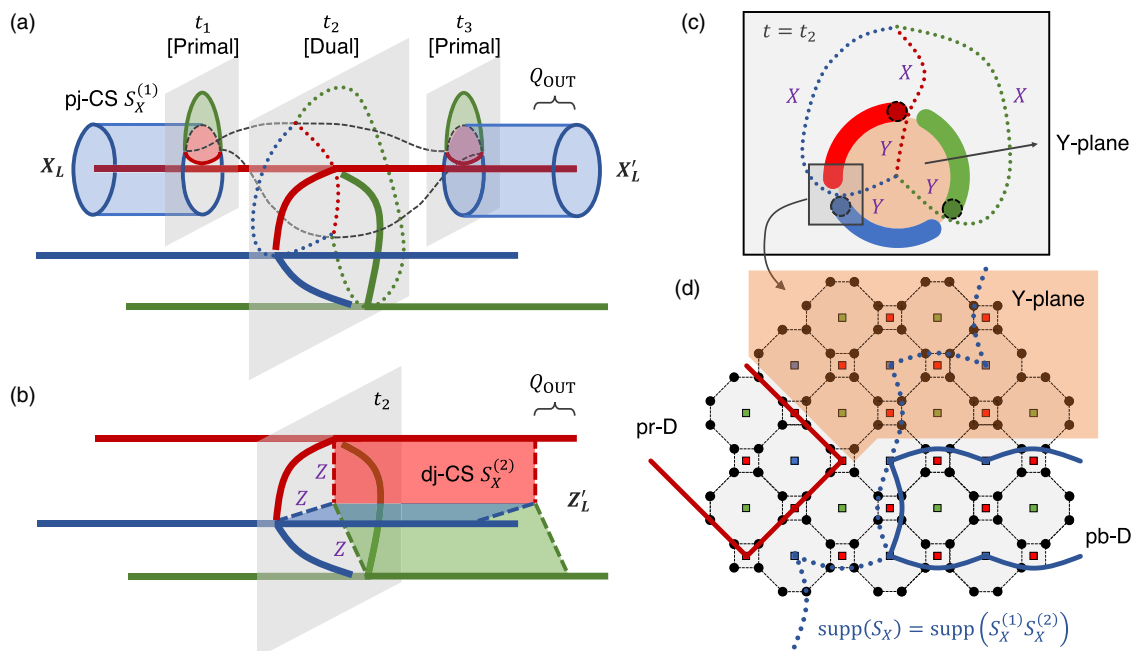 (a)
t₁
[Primal]
t₂
[Dual]
t₃
[Primal]
Q_OUT
pj-CS S_X^(1)
X_L
X′_L
(b)
t₂
Q_OUT
Z
Z
Z
dj-CS S_X^(2)
Z′_L
(c)
t = t₂
X
X
X
Y
Y
Y
Y-plane
(d)
Y-plane
pr-D
pb-D
supp(S_X) = supp(S_X^(1) S_X^(2))